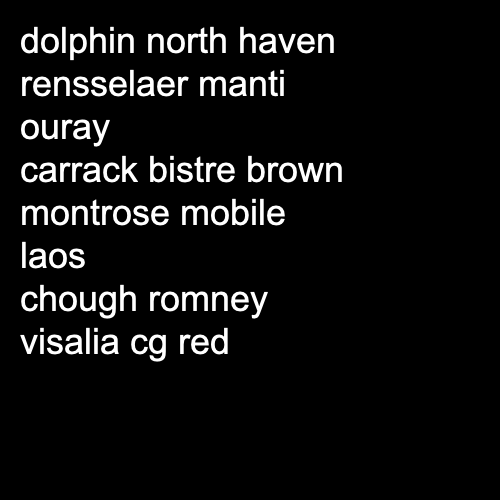 dolphin north haven
rensselaer manti
ouray
carrack bistre brown
montrose mobile
laos
chough romney
visalia cg red